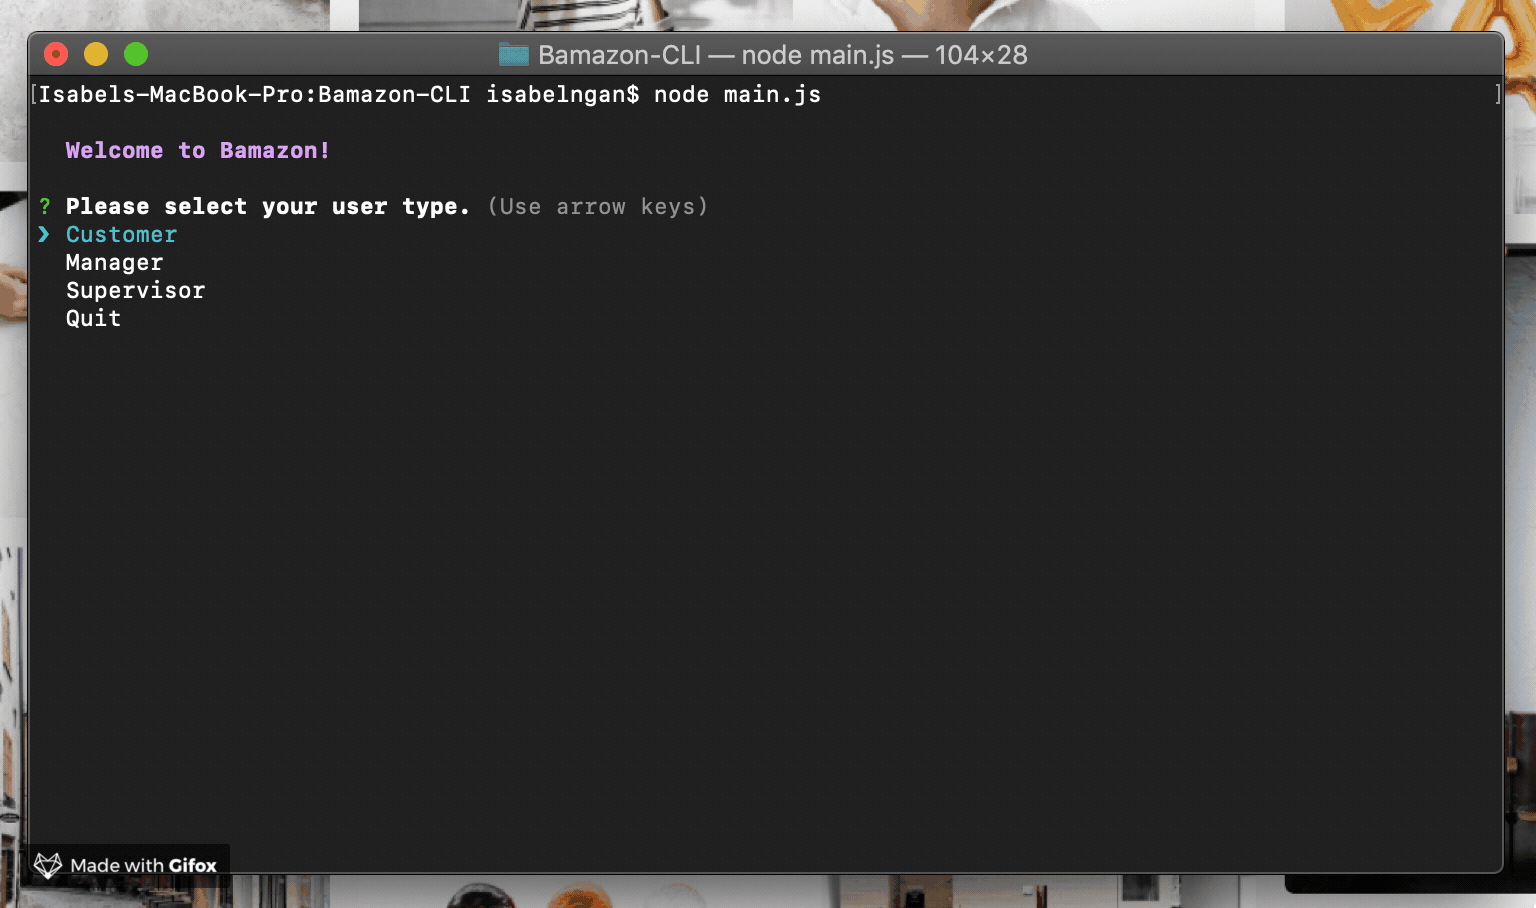 Bamazon-CLI — node main.js — 104×28
[Isabels-MacBook-Pro:Bamazon-CLI isabelngan$ node main.js ]
Welcome to Bamazon!
? Please select your user type. (Use arrow keys)
❯ Customer
Manager
Supervisor
Quit
Made with Gifox